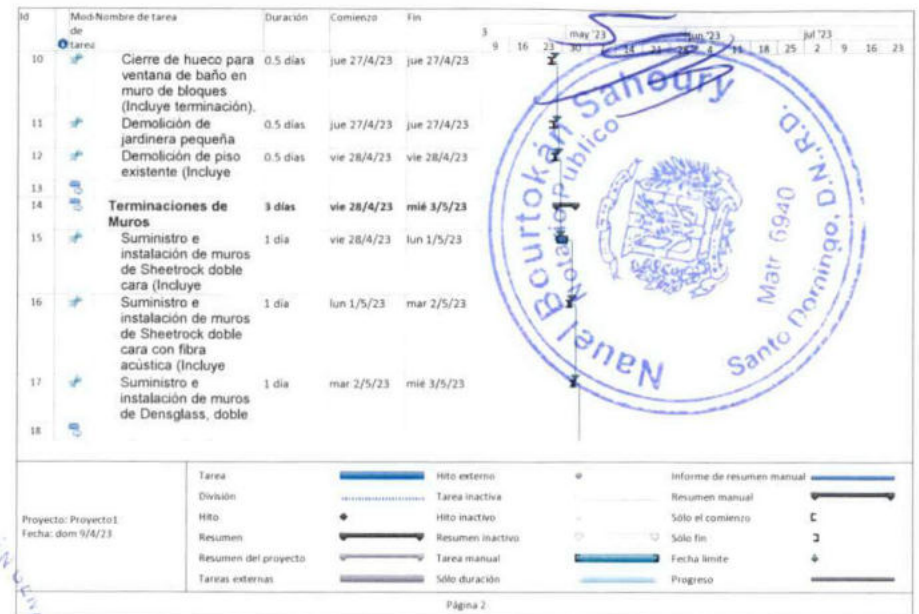 Id Modo de tarea Nombre de tarea Duración Comienzo Fin
3 may '23 jun '23 jul '23
9 16 23 30 14 21 28 4 11 18 25 2 9 16 23
10 Cierre de hueco para 0.5 días jue 27/4/23 jue 27/4/23
ventana de baño en
muro de bloques
(Incluye terminación).
11 Demolición de 0.5 días jue 27/4/23 jue 27/4/23
jardinera pequeña
12 Demolición de piso 0.5 días vie 28/4/23 vie 28/4/23
existente (Incluye
13
14 Terminaciones de 3 días vie 28/4/23 mié 3/5/23
Muros
15 Suministro e 1 día vie 28/4/23 lun 1/5/23
instalación de muros
de Sheetrock doble
cara (Incluye
16 Suministro e 1 día lun 1/5/23 mar 2/5/23
instalación de muros
de Sheetrock doble
cara con fibra
acústica (Incluye
17 Suministro e 1 día mar 2/5/23 mié 3/5/23
instalación de muros
de Densglass, doble
18
Nauel Bourtokán Sahoury
Notario Público
Matr 6940
Santo Domingo, D.N.R.D.
Proyecto: Proyecto1
Fecha: dom 9/4/23
Tarea Hito externo Informe de resumen manual
División Tarea inactiva Resumen manual
Hito Hito inactivo Sólo el comienzo
Resumen Resumen inactivo Sólo fin
Resumen del proyecto Tarea manual Fecha límite
Tareas externas Sólo duración Progreso
Página 2